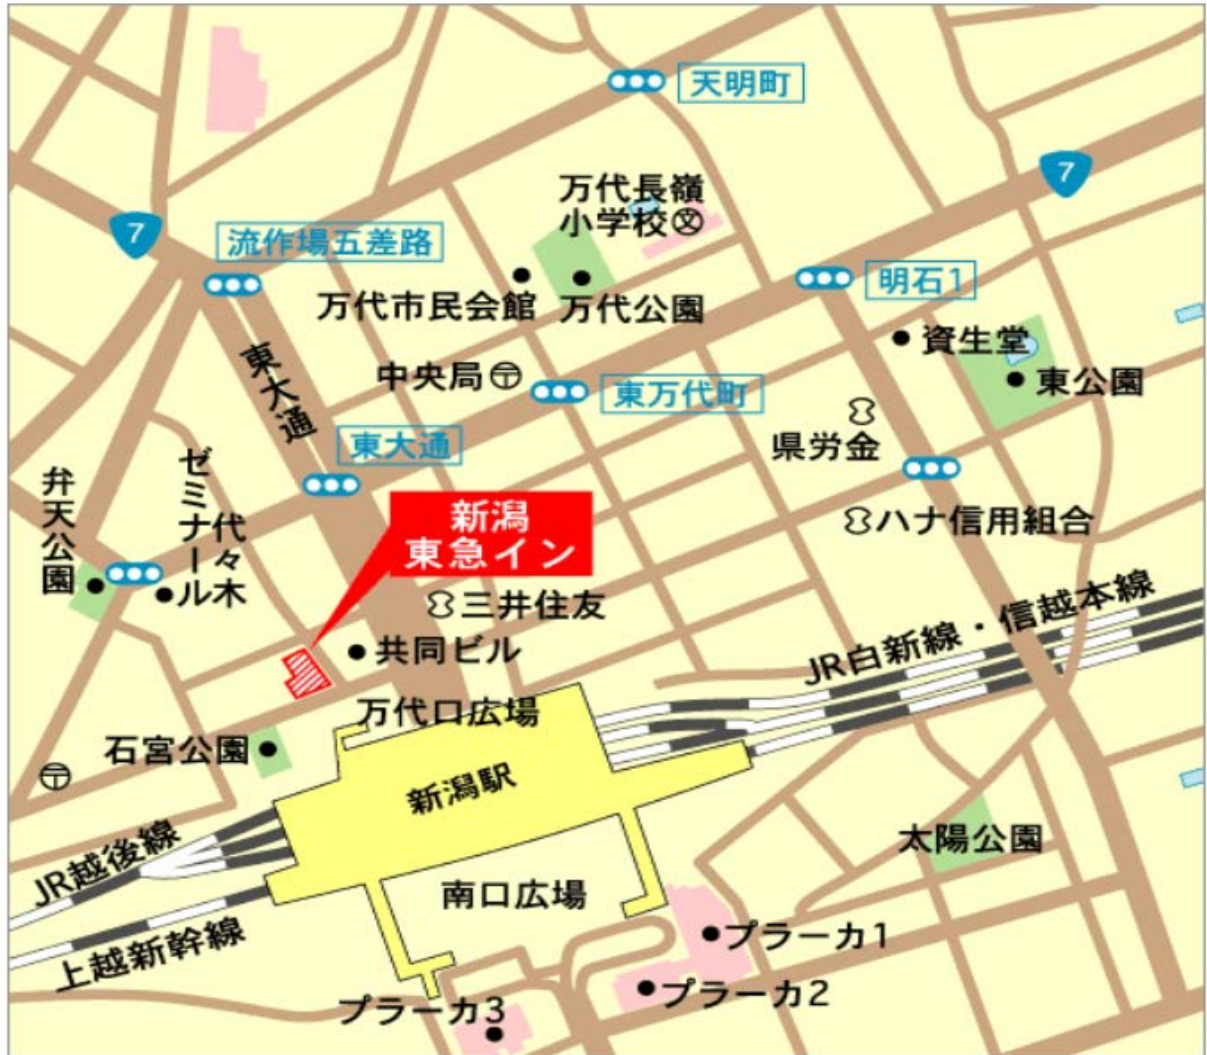 天明町
万代長嶺
小学校
7
7
流作場五差路
万代市民会館
万代公園
明石1
資生堂
東公園
中央局
東万代町
東大通
東大通
県労金
弁天公園
代々木
ゼミナール
新潟
東急イン
ハナ信用組合
三井住友
共同ビル
JR白新線・信越本線
万代口広場
石宮公園
新潟駅
太陽公園
JR越後線
南口広場
上越新幹線
プラーカ1
プラーカ2
プラーカ3